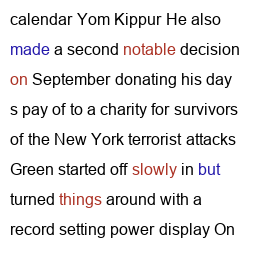 calendar Yom Kippur He also
made a second notable decision
on September donating his day
s pay of to a charity for survivors
of the New York terrorist attacks
Green started off slowly in but
turned things around with a
record setting power display On